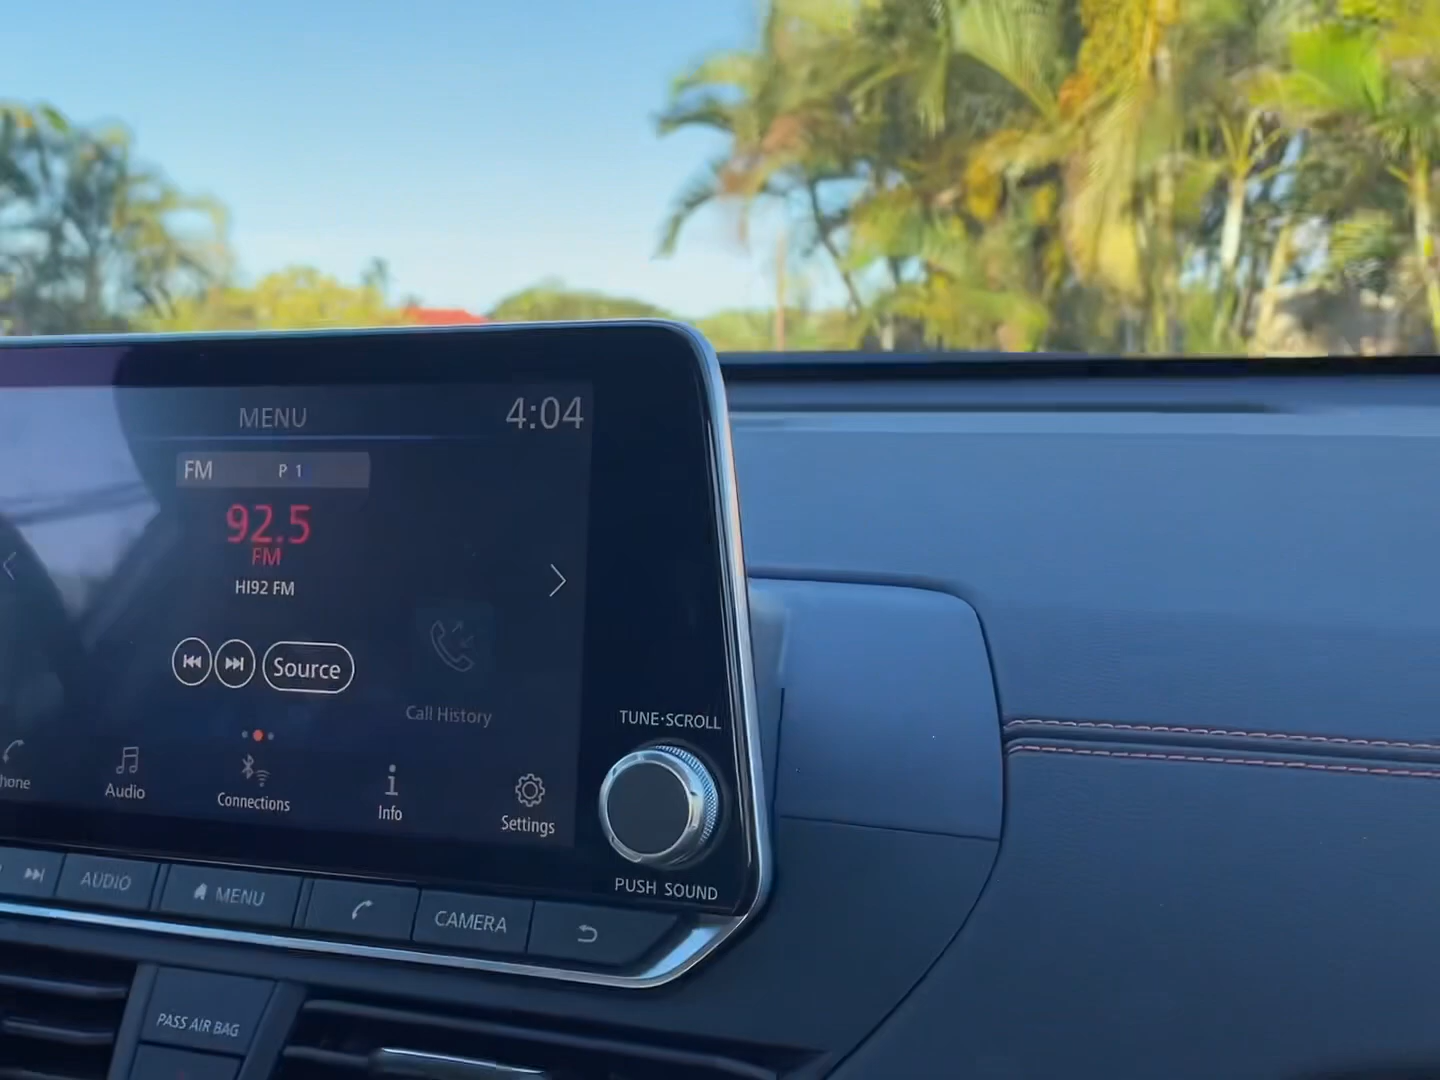 MENU
4:04
FM P 1
92.5
FM
HI92 FM
Source
Call History
TUNE·SCROLL
hone
Audio
Connections
Info
Settings
PUSH SOUND
AUDIO
MENU
CAMERA
PASS AIR BAG